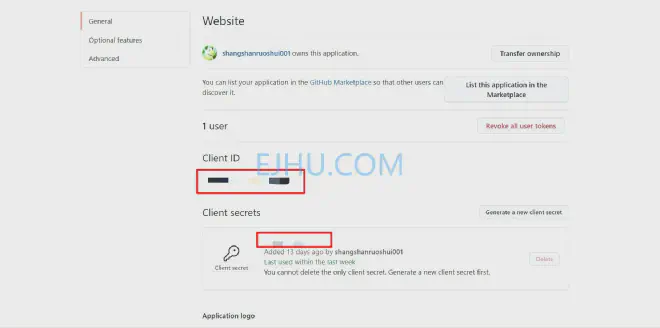 General
Optional features
Advanced
Website
shangshanruoshui001 owns this application.
Transfer ownership
You can list your application in the GitHub Marketplace so that other users can
discover it.
List this application in the
Marketplace
1 user
Revoke all user tokens
Client ID
EJHU.COM
Client secrets
Generate a new client secret
Client secret
Added 13 days ago by shangshanruoshui001
Last used within the last week
You cannot delete the only client secret. Generate a new client secret first.
Delete
Application logo